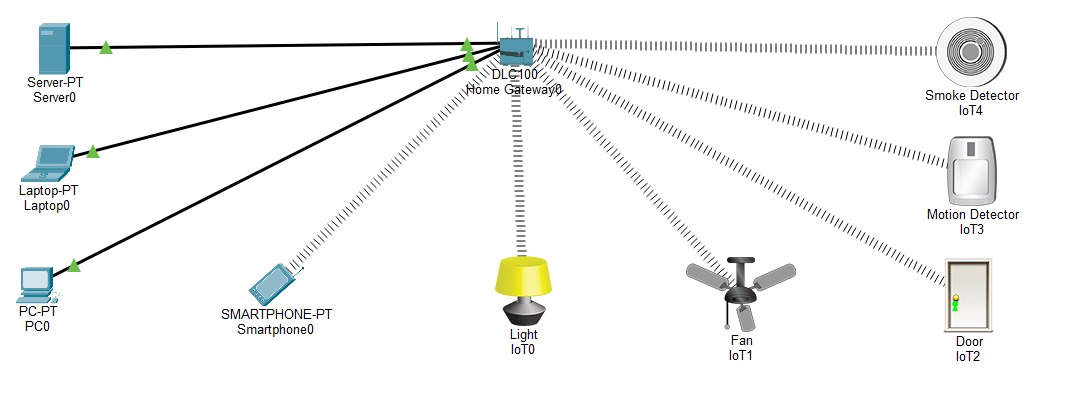 DLC100
Home Gateway0
Server-PT
Server0
Smoke Detector
IoT4
Laptop-PT
Laptop0
Motion Detector
IoT3
PC-PT
PC0
SMARTPHONE-PT
Smartphone0
Light
IoT0
Fan
IoT1
Door
IoT2